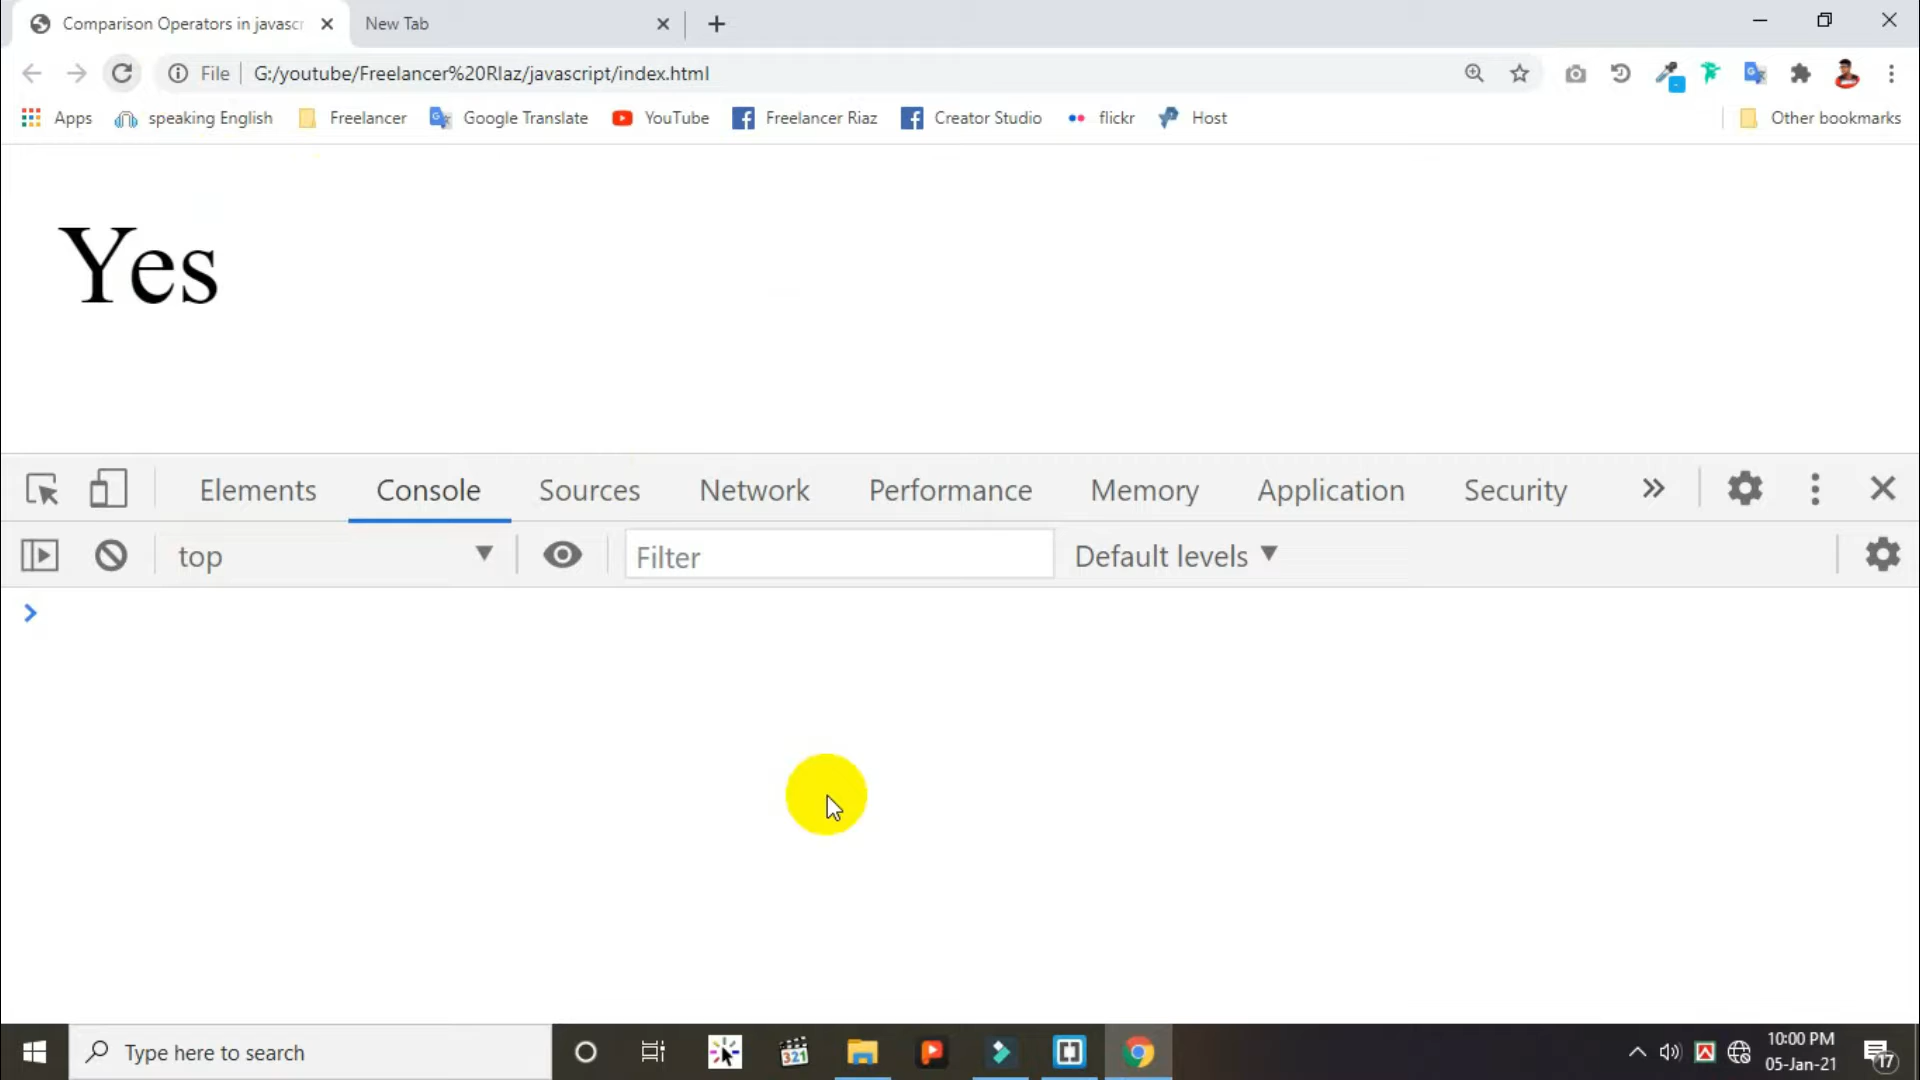 Comparison Operators in javascr
New Tab
File
G:/youtube/Freelancer%20RIaz/javascript/index.html
Apps
speaking English
Freelancer
Google Translate
YouTube
Freelancer Riaz
Creator Studio
flickr
Host
Other bookmarks
Yes
Elements
Console
Sources
Network
Performance
Memory
Application
Security
top
Filter
Default levels
Type here to search
321
10:00 PM
05-Jan-21
17